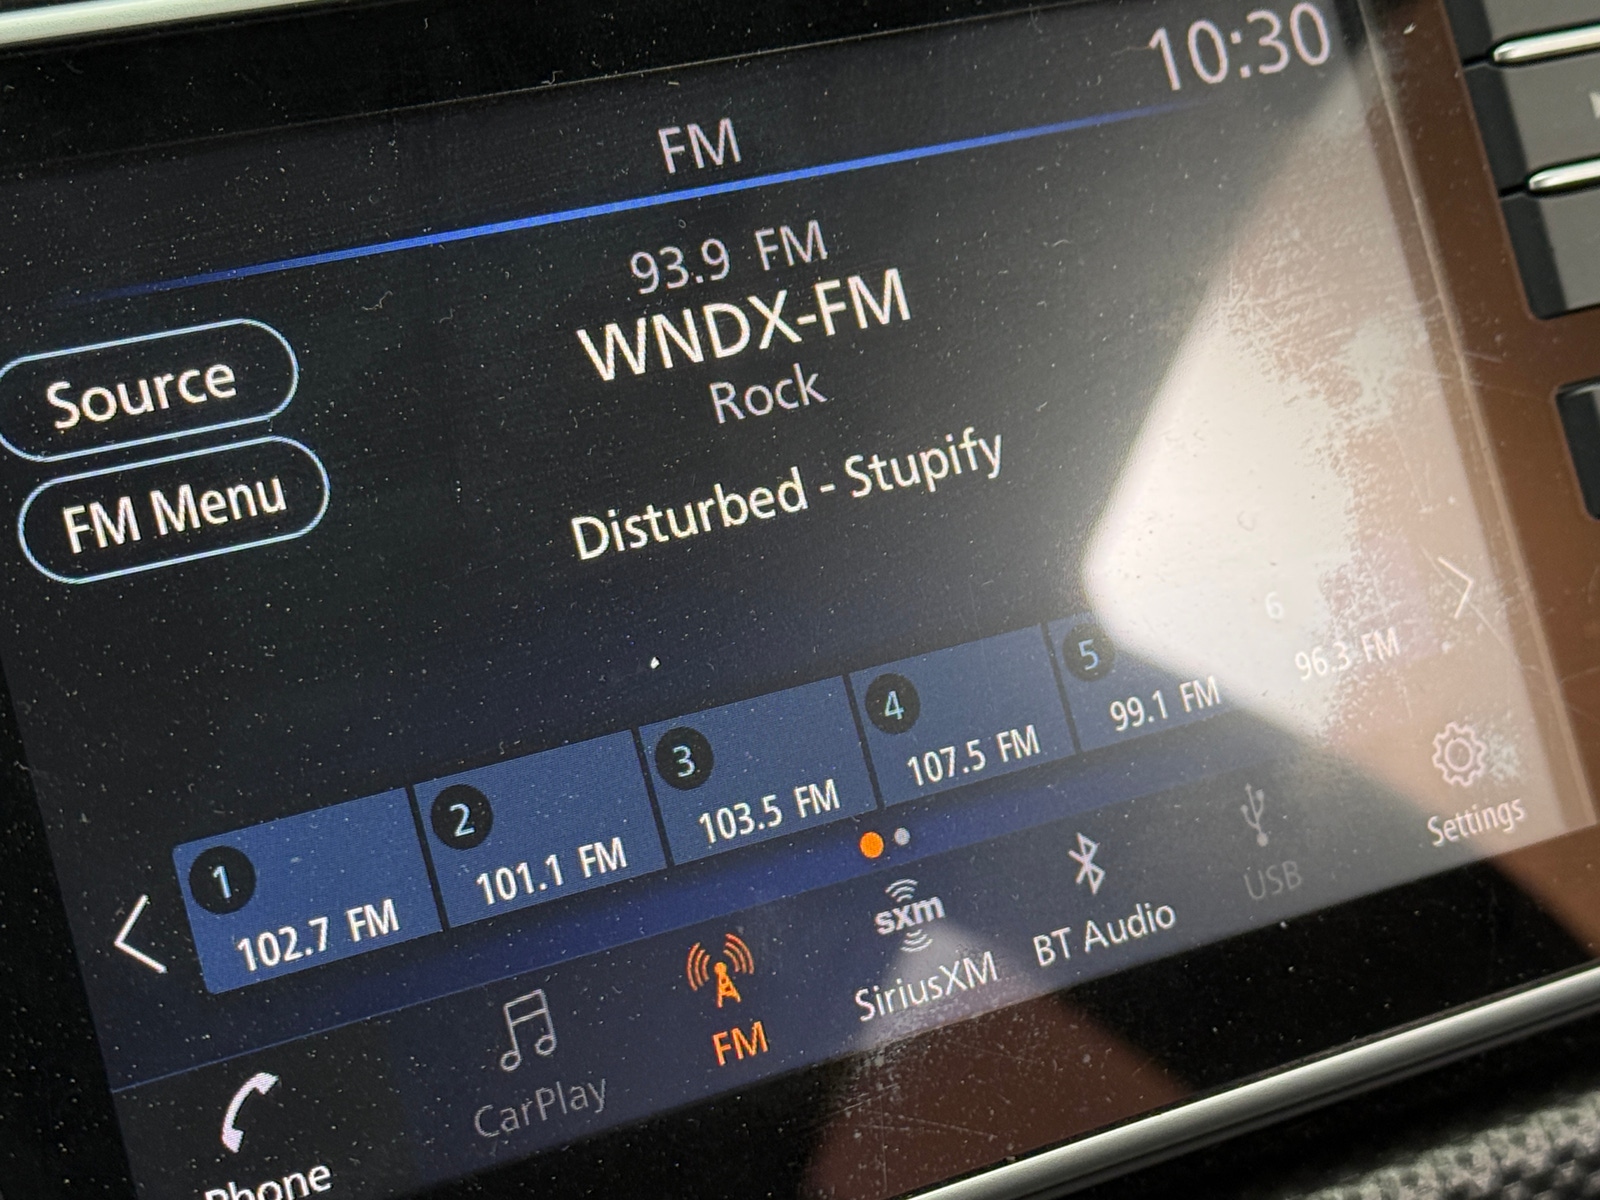 10:30
FM
93.9 FM
WNDX-FM
Rock
Disturbed - Stupify
Source
FM Menu
1
102.7 FM
2
101.1 FM
3
103.5 FM
4
107.5 FM
5
99.1 FM
6
96.3 FM
Phone
CarPlay
FM
sxm
SiriusXM
BT Audio
USB
Settings